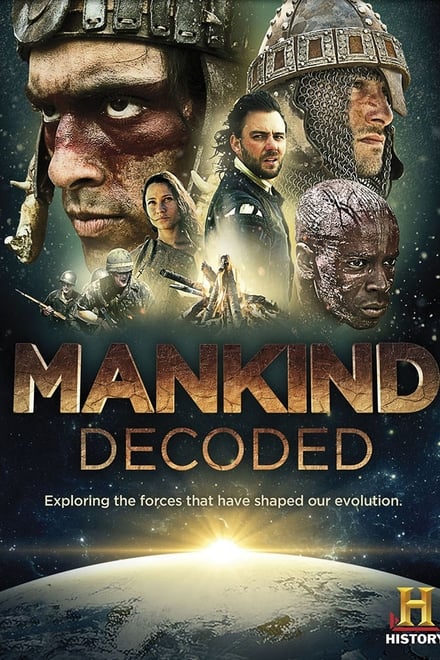 MANKIND
DECODED
Exploring the forces that have shaped our evolution.
H
HISTORY